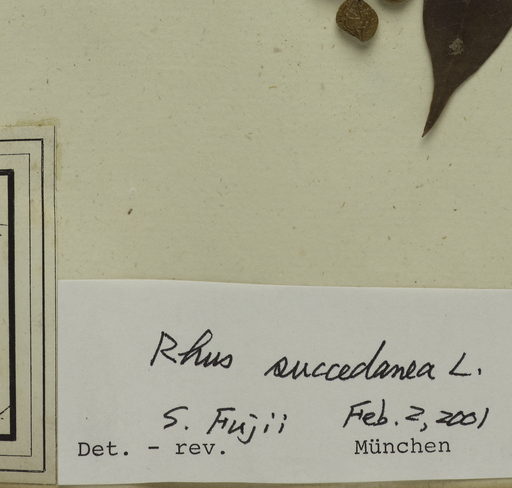 Rhus succedanea L.
S. Fujii Feb. 2, 2001
Det. - rev. München